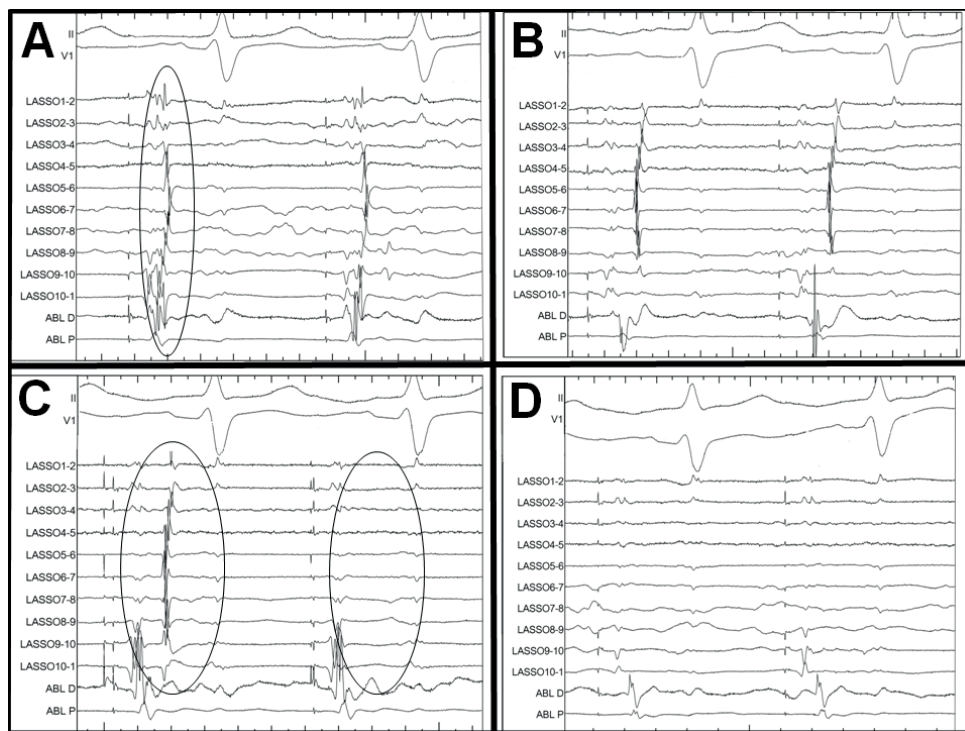 A
II
V1
LASSO1-2
LASSO2-3
LASSO3-4
LASSO4-5
LASSO5-6
LASSO6-7
LASSO7-8
LASSO8-9
LASSO9-10
LASSO10-1
ABL D
ABL P
B
II
V1
LASSO1-2
LASSO2-3
LASSO3-4
LASSO4-5
LASSO5-6
LASSO6-7
LASSO7-8
LASSO8-9
LASSO9-10
LASSO10-1
ABL D
ABL P
C
II
V1
LASSO1-2
LASSO2-3
LASSO3-4
LASSO4-5
LASSO5-6
LASSO6-7
LASSO7-8
LASSO8-9
LASSO9-10
LASSO10-1
ABL D
ABL P
D
II
V1
LASSO1-2
LASSO2-3
LASSO3-4
LASSO4-5
LASSO5-6
LASSO6-7
LASSO7-8
LASSO8-9
LASSO9-10
LASSO10-1
ABL D
ABL P